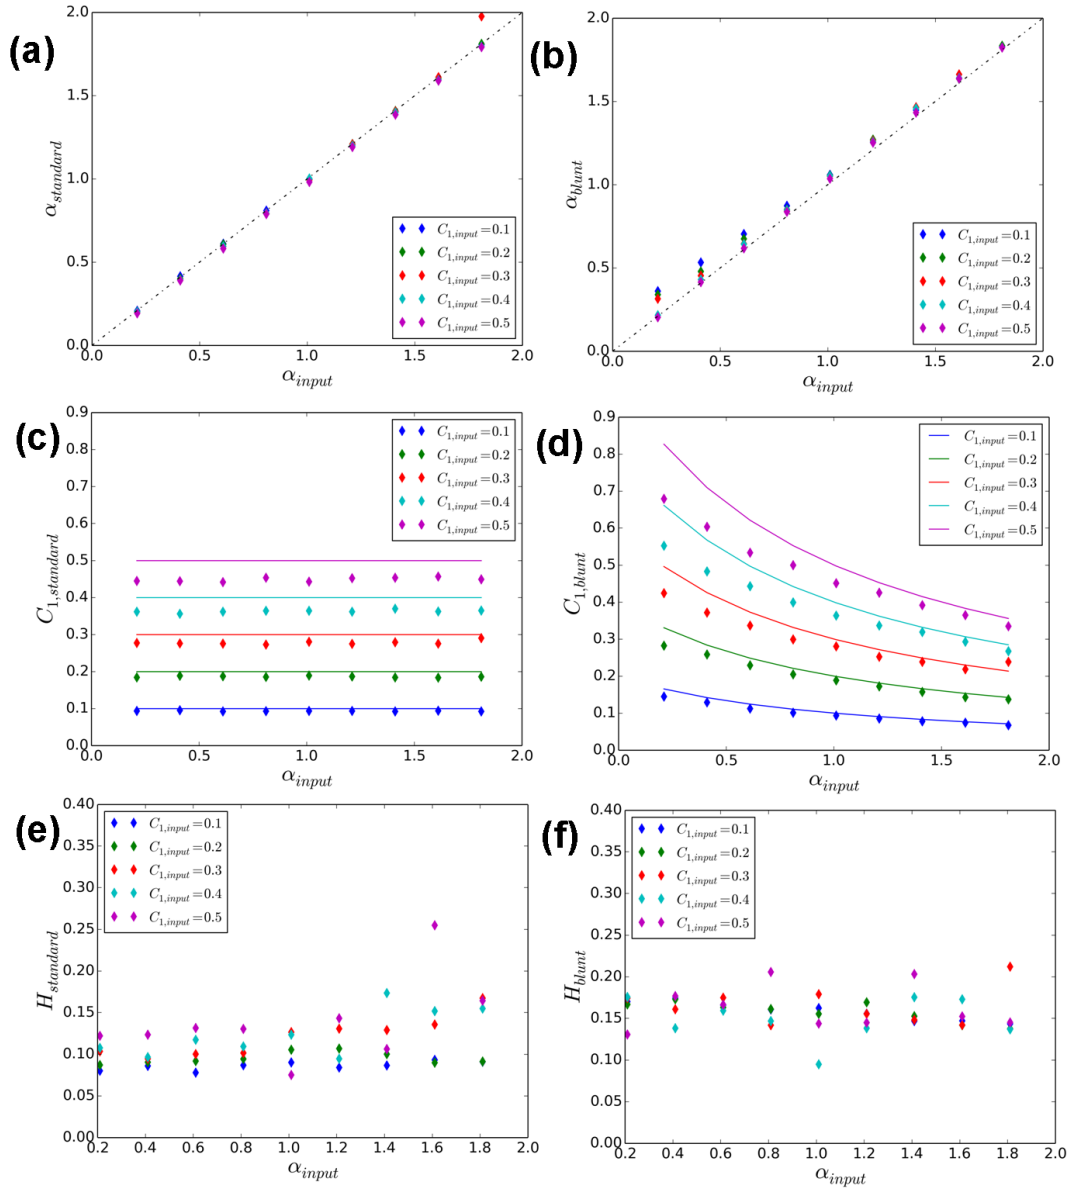 (a)
2.0
1.5
1.0
0.5
0.0
α_standard
C_1,input=0.1
C_1,input=0.2
C_1,input=0.3
C_1,input=0.4
C_1,input=0.5
0.0 0.5 1.0 1.5 2.0
α_input
(b)
2.0
1.5
1.0
0.5
0.0
α_blunt
C_1,input=0.1
C_1,input=0.2
C_1,input=0.3
C_1,input=0.4
C_1,input=0.5
0.0 0.5 1.0 1.5 2.0
α_input
(c)
0.9
0.8
0.7
0.6
0.5
0.4
0.3
0.2
0.1
0.0
C_1,standard
C_1,input=0.1
C_1,input=0.2
C_1,input=0.3
C_1,input=0.4
C_1,input=0.5
0.0 0.5 1.0 1.5 2.0
α_input
(d)
0.9
0.8
0.7
0.6
0.5
0.4
0.3
0.2
0.1
0.0
C_1,blunt
C_1,input=0.1
C_1,input=0.2
C_1,input=0.3
C_1,input=0.4
C_1,input=0.5
0.0 0.5 1.0 1.5 2.0
α_input
(e)
0.40
0.35
0.30
0.25
0.20
0.15
0.10
0.05
0.00
H_standard
C_1,input=0.1
C_1,input=0.2
C_1,input=0.3
C_1,input=0.4
C_1,input=0.5
0.2 0.4 0.6 0.8 1.0 1.2 1.4 1.6 1.8 2.0
α_input
(f)
0.40
0.35
0.30
0.25
0.20
0.15
0.10
0.05
0.00
H_blunt
C_1,input=0.1
C_1,input=0.2
C_1,input=0.3
C_1,input=0.4
C_1,input=0.5
0.2 0.4 0.6 0.8 1.0 1.2 1.4 1.6 1.8 2.0
α_input